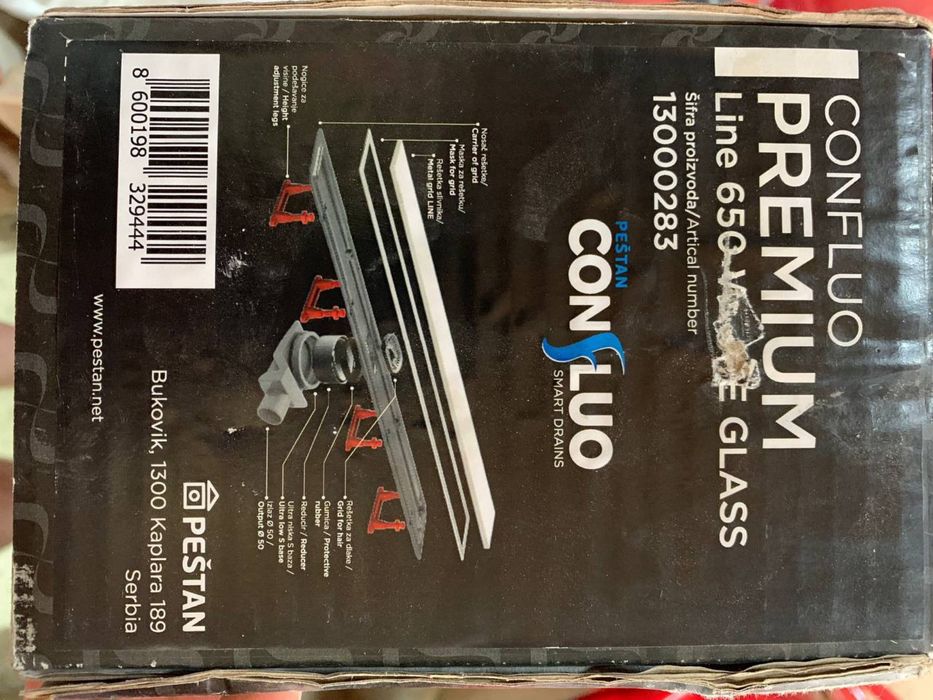 CONFLUO
PREMIUM
Line 650 GLASS
Šifra proizvoda/Artical number
13000283
PEŠTAN
CONFLUO
SMART DRAINS
Nosač rešetke/
Carrier of grid
Maska za rešetku/
Mask for grid
Rešetka slivnika/
Metal grid LINE
Nogice za
podešavanje
visine / Height
adjustment legs
Rešetka za dlake /
Grid for hair
Gumica / Protective
rubber
Reducir / Reducer
Ultra niska S baza /
Ultra low S base
Izlaz Ø 50 /
Output Ø 50
8 600198 329444
www.pestan.net
PEŠTAN
Bukovik, 1300 Kaplara 189
Serbia